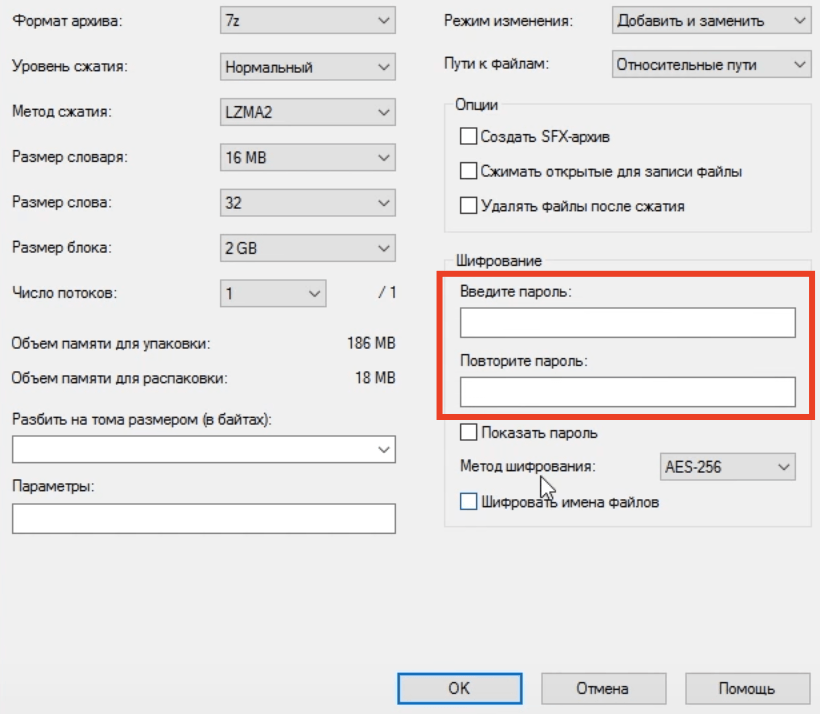 Формат архива: 7z
Уровень сжатия: Нормальный
Метод сжатия: LZMA2
Размер словаря: 16 MB
Размер слова: 32
Размер блока: 2 GB
Число потоков: 1 / 1
Объем памяти для упаковки: 186 MB
Объем памяти для распаковки: 18 MB
Разбить на тома размером (в байтах):
Параметры:
Режим изменения: Добавить и заменить
Пути к файлам: Относительные пути
Опции
Создать SFX-архив
Сжимать открытые для записи файлы
Удалять файлы после сжатия
Шифрование
Введите пароль:
Повторите пароль:
Показать пароль
Метод шифрования: AES-256
Шифровать имена файлов
OK Отмена Помощь